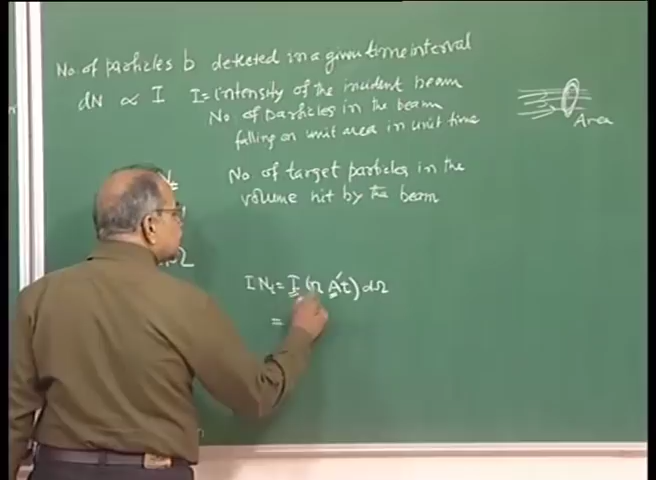 No of particles b detected in a given time interval
dN ∝ I I = intensity of the incident beam
No of particles in the beam
falling on unit area in unit time
Area
No of target particles in the
volume hit by the beam
I Nt = I (n A't) dΩ
=